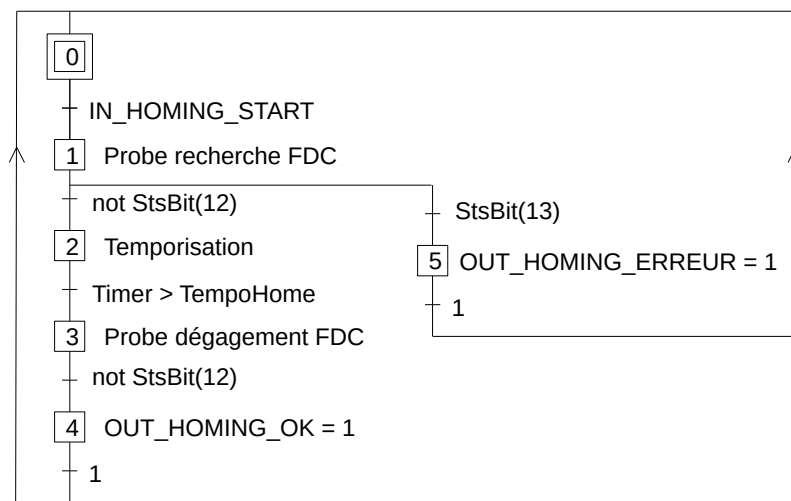 0
IN_HOMING_START
1 Probe recherche FDC
not StsBit(12)
StsBit(13)
2 Temporisation
5 OUT_HOMING_ERREUR = 1
Timer > TempoHome
1
3 Probe dégagement FDC
not StsBit(12)
4 OUT_HOMING_OK = 1
1